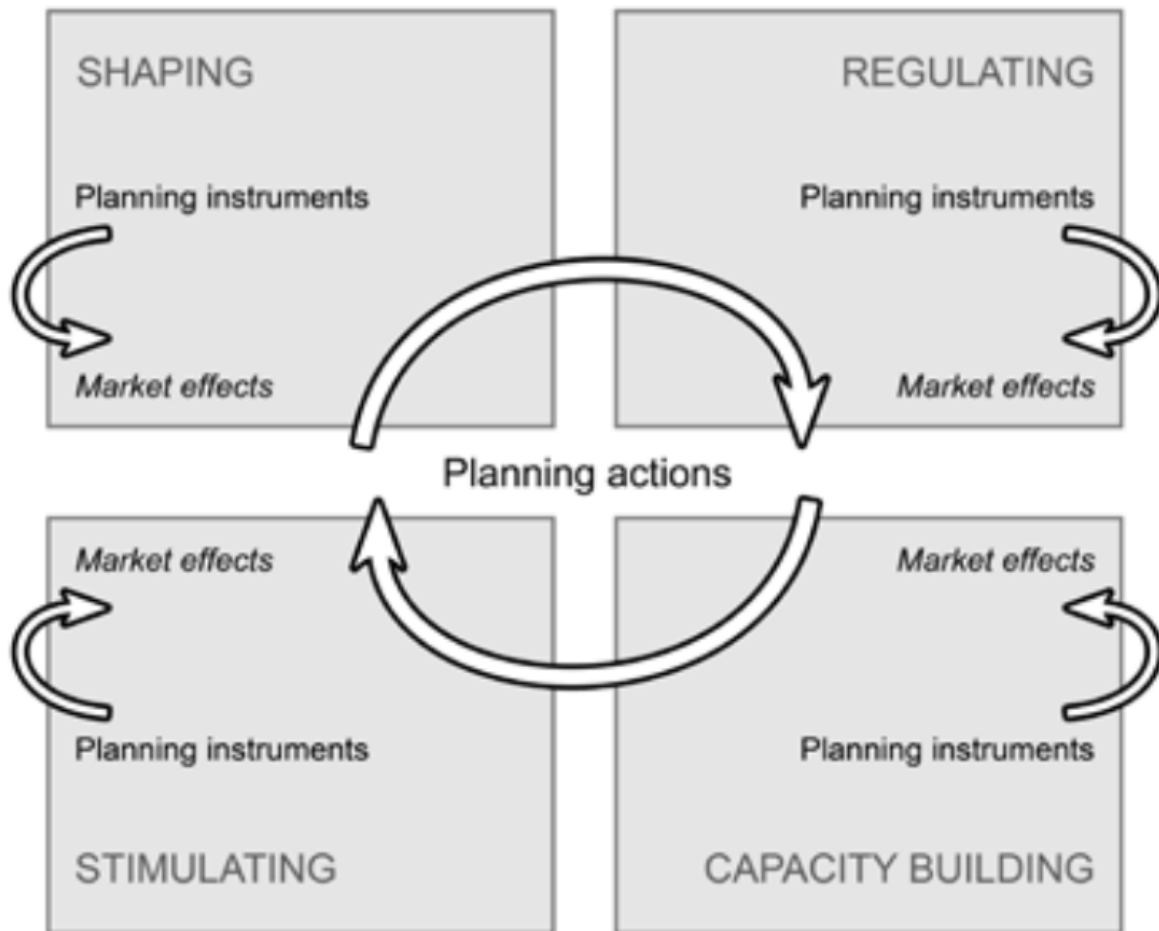 SHAPING
Planning instruments
Market effects
REGULATING
Planning instruments
Market effects
Planning actions
Market effects
Planning instruments
STIMULATING
Market effects
Planning instruments
CAPACITY BUILDING